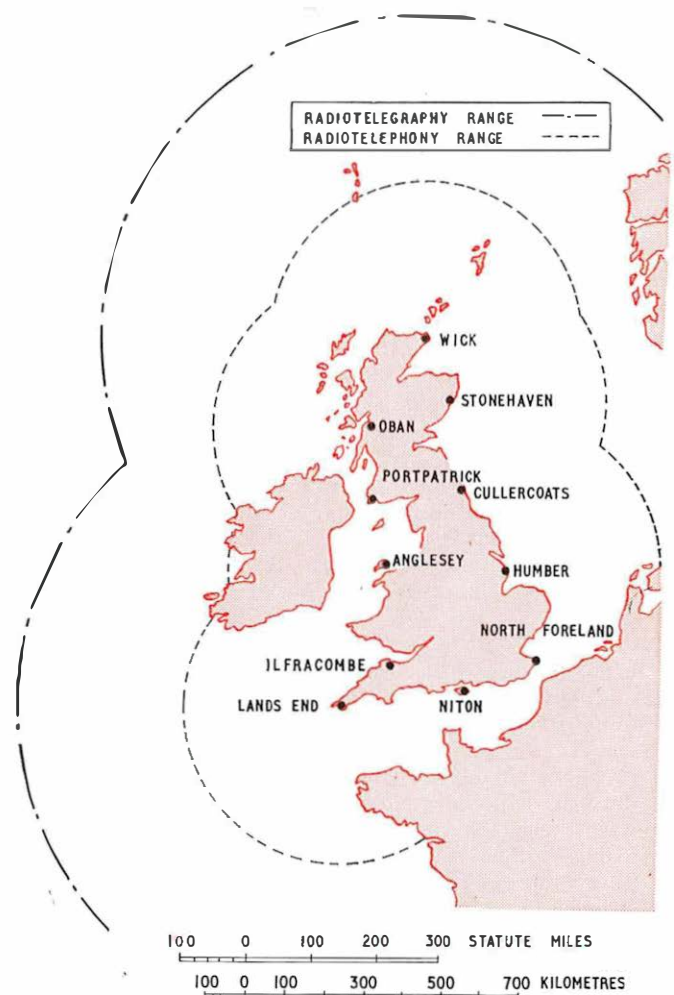 RADIOTELEGRAPHY RANGE
RADIOTELEPHONY RANGE
WICK
STONEHAVEN
OBAN
PORTPATRICK
CULLERCOATS
ANGLESEY
HUMBER
NORTH FORELAND
ILFRACOMBE
LANDS END
NITON
100 0 100 200 300 STATUTE MILES
100 0 100 300 500 700 KILOMETRES